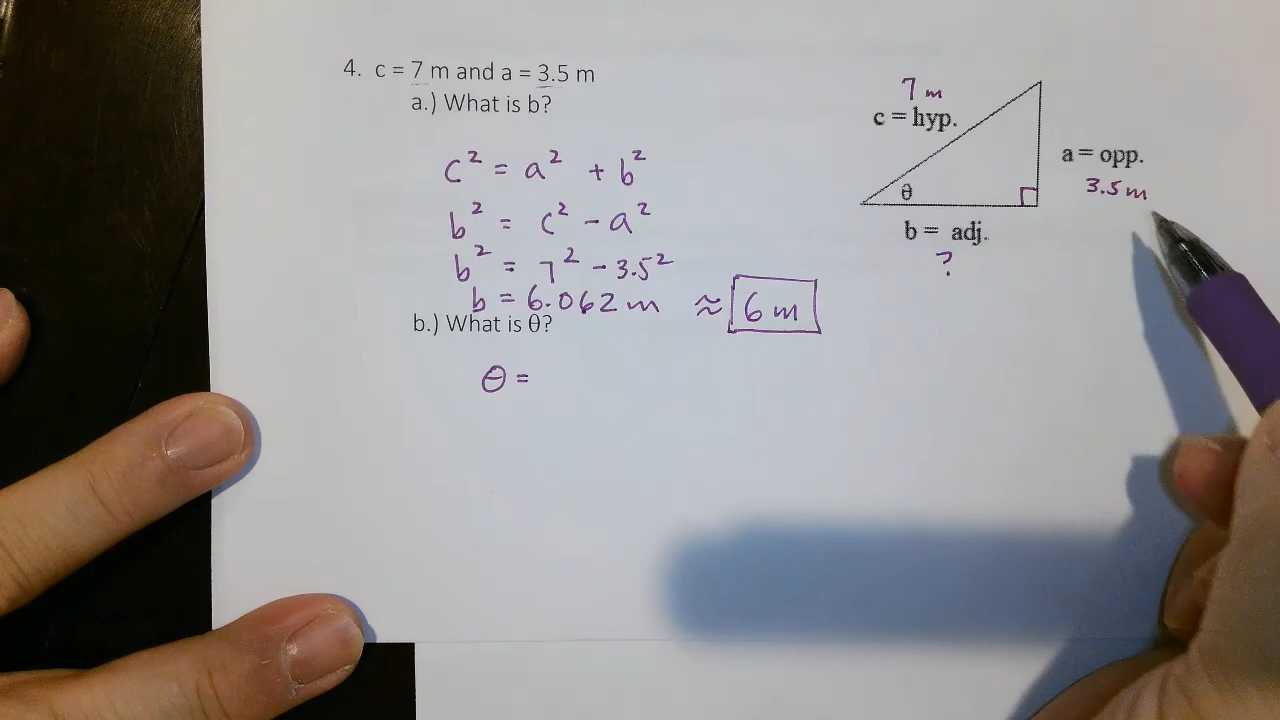 4. c = 7 m and a = 3.5 m
a.) What is b?
c² = a² + b²
b² = c² - a²
b² = 7² - 3.5²
b = 6.062 m ≈ 6 m
b.) What is θ?
θ =
7 m
c = hyp.
a = opp.
3.5 m
θ
b = adj.
?